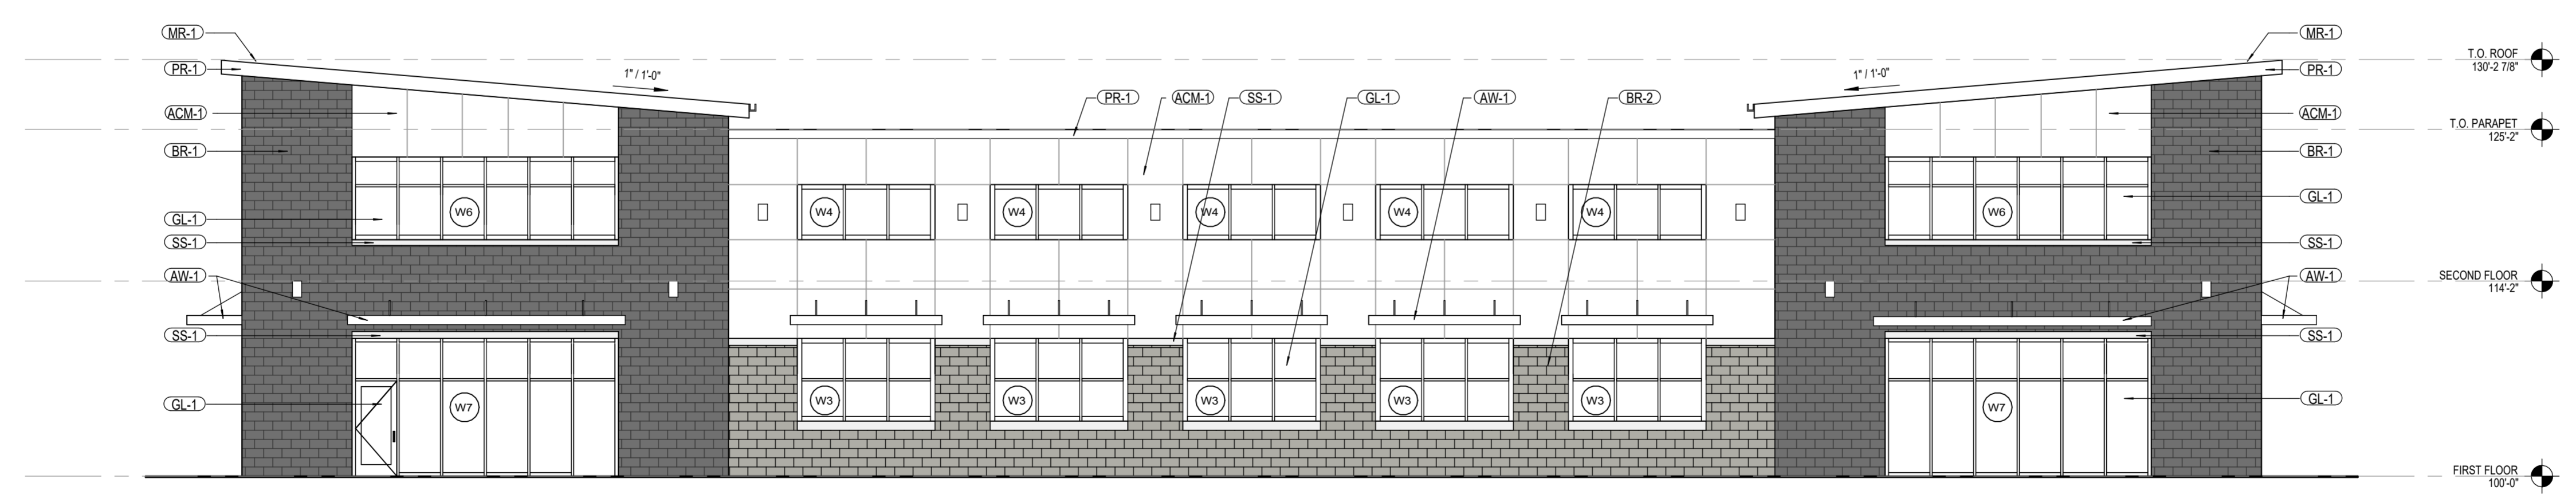 MR-1
MR-1
T.O. ROOF
130'-2 7/8"
PR-1
1" / 1'-0"
1" / 1'-0"
PR-1
PR-1
ACM-1
SS-1
GL-1
AW-1
BR-2
ACM-1
ACM-1
T.O. PARAPET
125'-2"
BR-1
BR-1
GL-1
W6
W4
W4
W4
W4
W4
W6
GL-1
SS-1
SS-1
AW-1
AW-1
SECOND FLOOR
114'-2"
SS-1
SS-1
GL-1
W7
W3
W3
W3
W3
W3
W7
GL-1
FIRST FLOOR
100'-0"